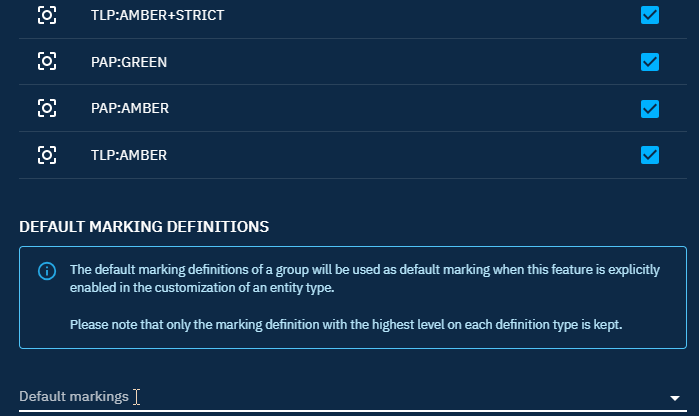 TLP:AMBER+STRICT
PAP:GREEN
PAP:AMBER
TLP:AMBER
DEFAULT MARKING DEFINITIONS
The default marking definitions of a group will be used as default marking when this feature is explicitly
enabled in the customization of an entity type.
Please note that only the marking definition with the highest level on each definition type is kept.
Default markings